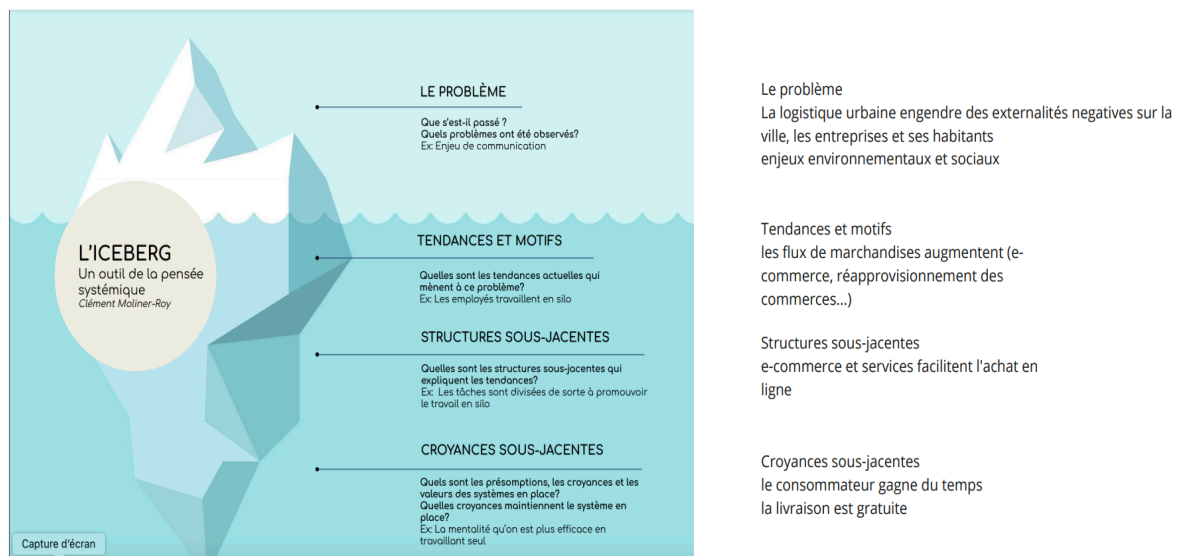 LE PROBLÈME
Que s'est-il passé ?
Quels problèmes ont été observés?
Ex: Enjeu de communication
L'ICEBERG
Un outil de la pensée
systémique
Clément Moliner-Roy
TENDANCES ET MOTIFS
Quelles sont les tendances actuelles qui
mènent à ce problème?
Ex: Les employés travaillent en silo
STRUCTURES SOUS-JACENTES
Quelles sont les structures sous-jacentes qui
expliquent les tendances?
Ex: Les tâches sont divisées de sorte à promouvoir
le travail en silo
CROYANCES SOUS-JACENTES
Quels sont les présomptions, les croyances et les
valeurs des systèmes en place?
Quelles croyances maintiennent le système en
place?
Ex: La mentalité qu'on est plus efficace en
travaillant seul
Capture d'écran
Le problème
La logistique urbaine engendre des externalités negatives sur la
ville, les entreprises et ses habitants
enjeux environnementaux et sociaux
Tendances et motifs
les flux de marchandises augmentent (e-
commerce, réapprovisionnement des
commerces...)
Structures sous-jacentes
e-commerce et services facilitent l'achat en
ligne
Croyances sous-jacentes
le consommateur gagne du temps
la livraison est gratuite